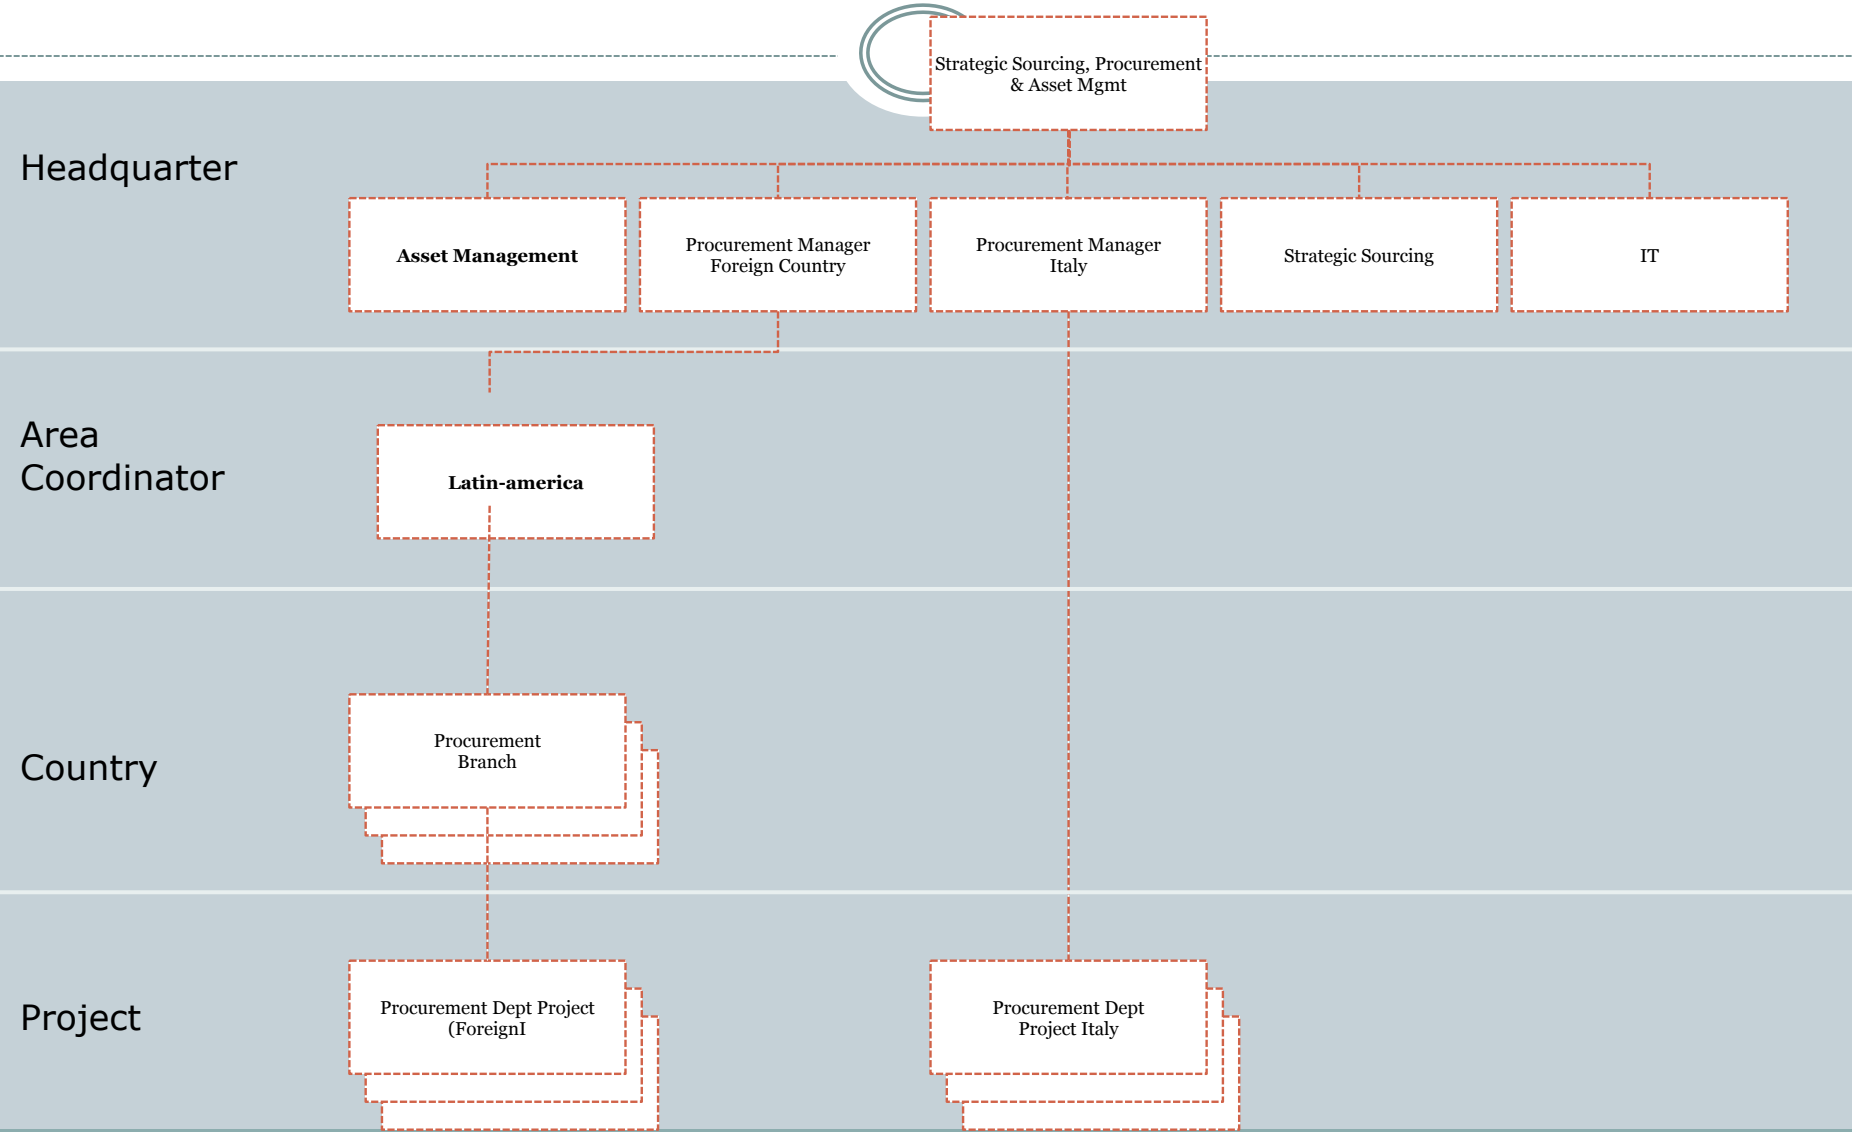 Strategic Sourcing, Procurement
& Asset Mgmt
Headquarter
Asset Management
Procurement Manager
Foreign Country
Procurement Manager
Italy
Strategic Sourcing
IT
Area
Coordinator
Latin-america
Country
Procurement
Branch
Project
Procurement Dept Project
(ForeignI
Procurement Dept
Project Italy